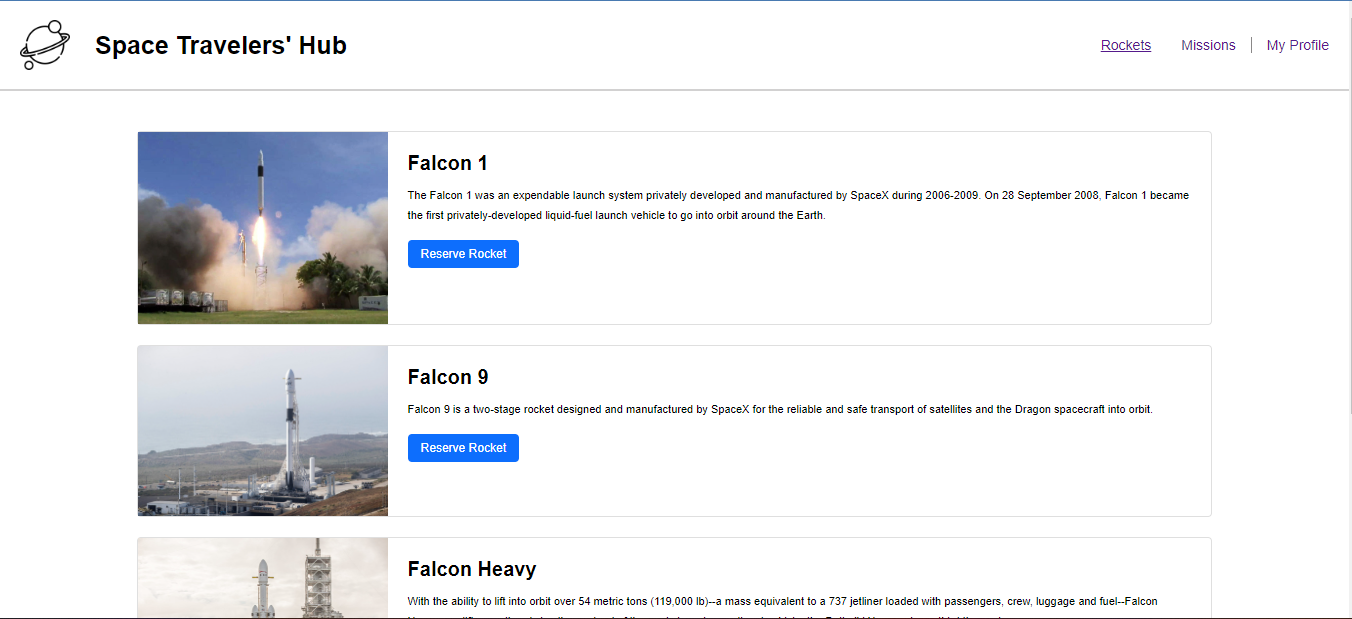 Space Travelers' Hub
Rockets Missions My Profile
Falcon 1
The Falcon 1 was an expendable launch system privately developed and manufactured by SpaceX during 2006-2009. On 28 September 2008, Falcon 1 became
the first privately-developed liquid-fuel launch vehicle to go into orbit around the Earth.
Reserve Rocket
Falcon 9
Falcon 9 is a two-stage rocket designed and manufactured by SpaceX for the reliable and safe transport of satellites and the Dragon spacecraft into orbit.
Reserve Rocket
Falcon Heavy
With the ability to lift into orbit over 54 metric tons (119,000 lb)--a mass equivalent to a 737 jetliner loaded with passengers, crew, luggage and fuel--Falcon